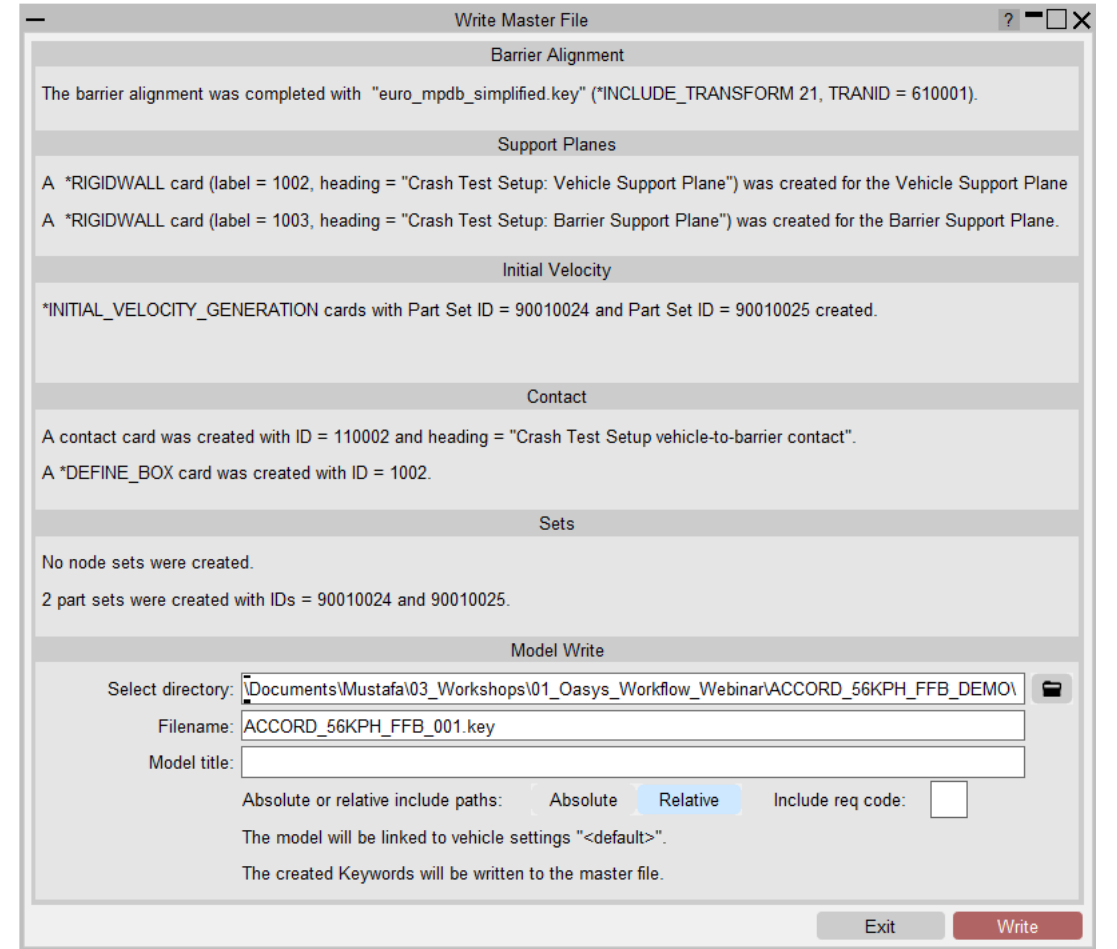 Write Master File
?
Barrier Alignment
The barrier alignment was completed with "euro_mpdb_simplified.key" (*INCLUDE_TRANSFORM 21, TRANID = 610001).
Support Planes
A *RIGIDWALL card (label = 1002, heading = "Crash Test Setup: Vehicle Support Plane") was created for the Vehicle Support Plane
A *RIGIDWALL card (label = 1003, heading = "Crash Test Setup: Barrier Support Plane") was created for the Barrier Support Plane.
Initial Velocity
*INITIAL_VELOCITY_GENERATION cards with Part Set ID = 90010024 and Part Set ID = 90010025 created.
Contact
A contact card was created with ID = 110002 and heading = "Crash Test Setup vehicle-to-barrier contact".
A *DEFINE_BOX card was created with ID = 1002.
Sets
No node sets were created.
2 part sets were created with IDs = 90010024 and 90010025.
Model Write
Select directory: \Documents\Mustafa\03_Workshops\01_Oasys_Workflow_Webinar\ACCORD_56KPH_FFB_DEMO\
Filename: ACCORD_56KPH_FFB_001.key
Model title:
Absolute or relative include paths: Absolute Relative Include req code:
The model will be linked to vehicle settings "<default>".
The created Keywords will be written to the master file.
Exit Write